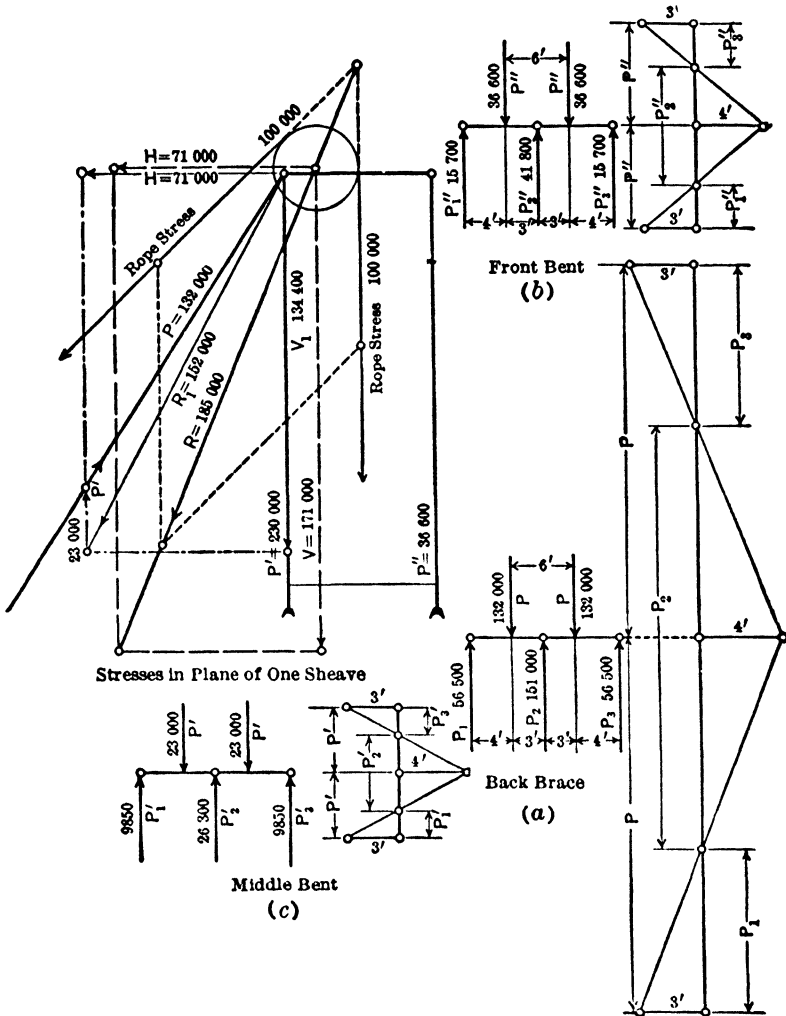 3'
P''3
P''
6'
36 600
P''
P''
36 600
P''2
4'
P''1 15 700
P''2 41 800
P''3 15 700
P''
P''1
4' 3' 3' 4'
3'
Front Bent
(b)
100 000
H=71 000
H=71 000
Rope Stress
P=132 000
R1=152 000
R=185 000
V1 134 400
100 000
Rope Stress
P'
23 000
P'=230 000
V=171 000
P''=36 600
Stresses in Plane of One Sheave
3'
P3
P
P2
6'
132 000
P
P
132 000
4'
P1 56 500
P2 151 000
P3 56 500
4' 3' 3' 4'
Back Brace
(a)
P
P1
3'
23 000
P'
23 000
P'
9850
P'1
26 300
P'2
9850
P'3
3'
P'3
P'
P'2
4'
P'
P'1
3'
Middle Bent
(c)